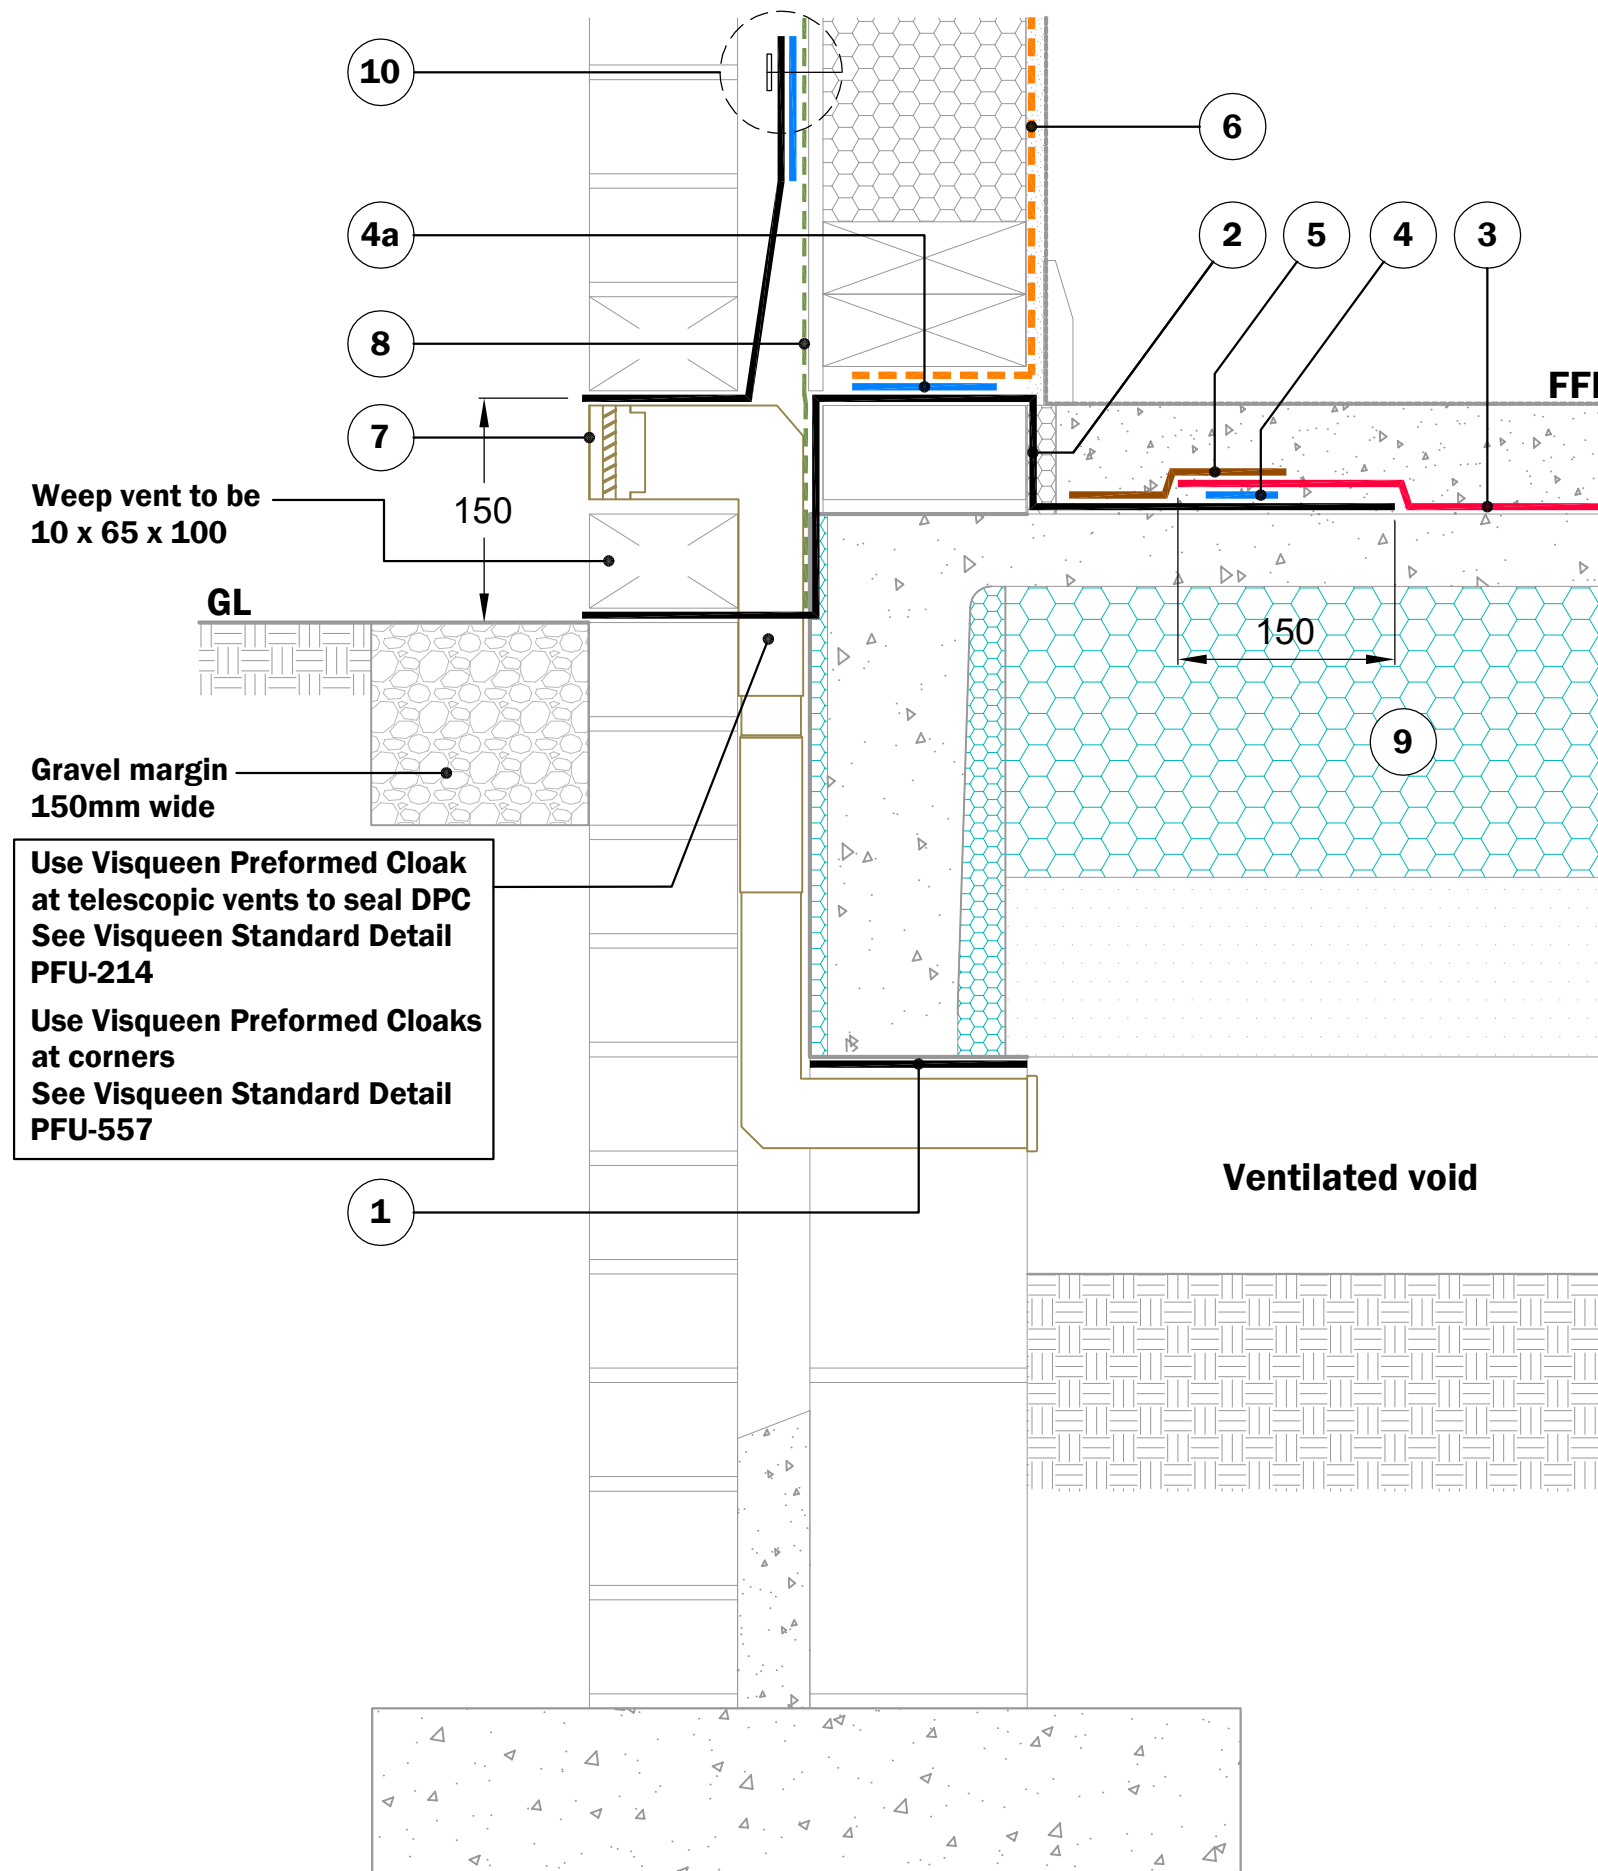 10
6
4a
2
5
4
3
8
FFL
7
150
Weep vent to be
10 x 65 x 100
GL
150
9
Gravel margin
150mm wide
Use Visqueen Preformed Cloak
at telescopic vents to seal DPC
See Visqueen Standard Detail
PFU-214
Use Visqueen Preformed Cloaks
at corners
See Visqueen Standard Detail
PFU-557
Ventilated void
1